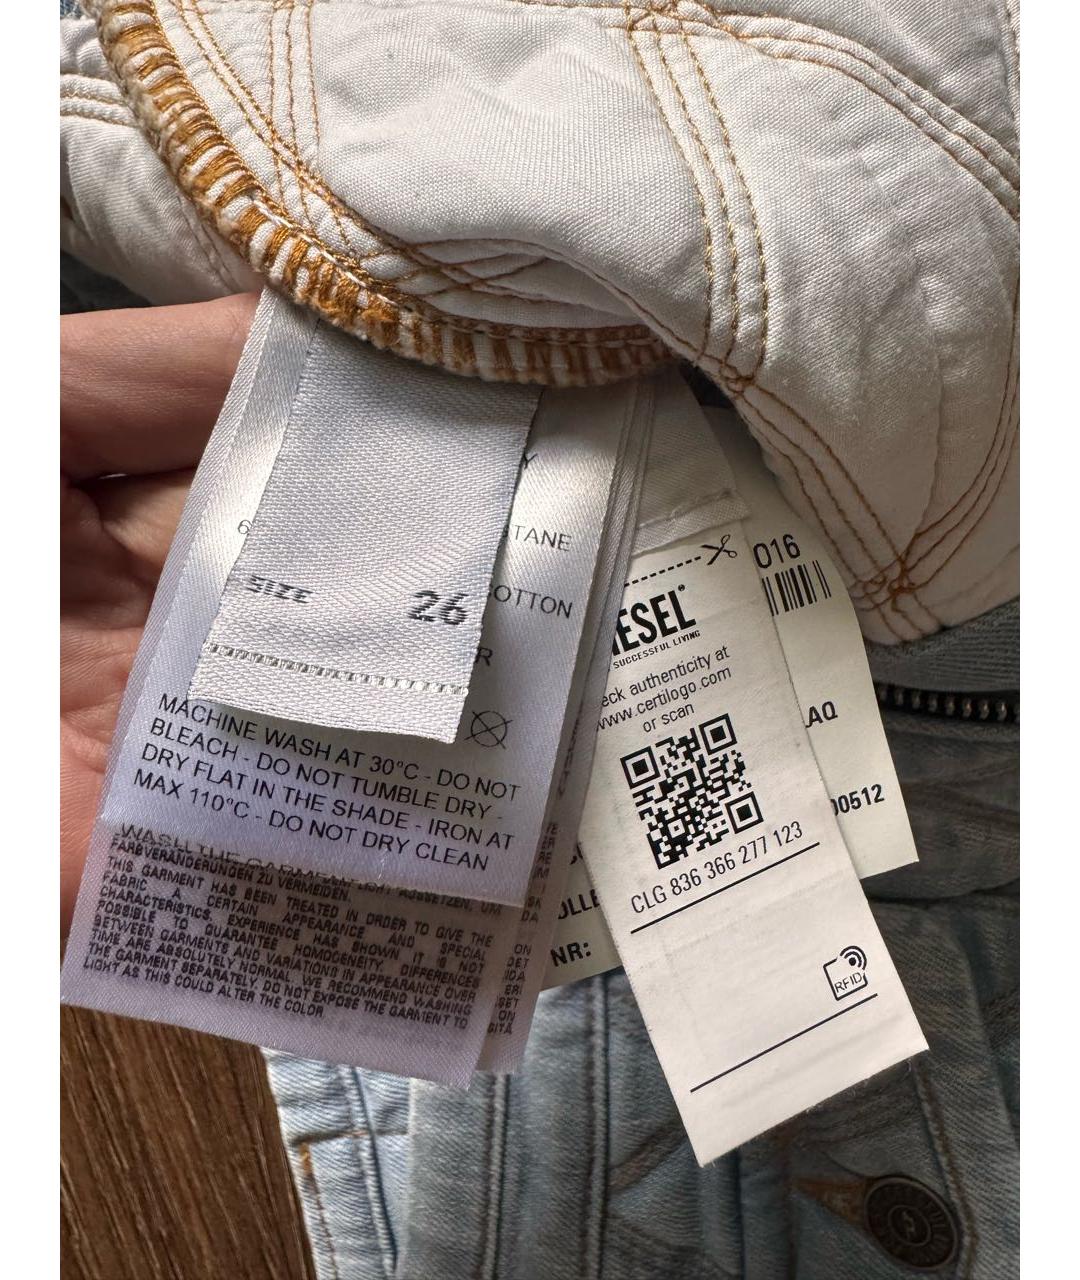 SIZE 26
STANE
COTTON
R
MACHINE WASH AT 30°C - DO NOT
BLEACH - DO NOT TUMBLE DRY -
DRY FLAT IN THE SHADE - IRON AT
MAX 110°C - DO NOT DRY CLEAN
FARBVERÄNDERUNGEN ZU VERMEIDEN.
THIS GARMENT HAS BEEN TREATED IN ORDER TO GIVE THE
FABRIC A CERTAIN APPEARANCE AND SPECIAL
CHARACTERISTICS. EXPERIENCE HAS SHOWN IT IS NOT
POSSIBLE TO GUARANTEE HOMOGENEITY. DIFFERENCES
BETWEEN GARMENTS AND VARIATIONS IN APPEARANCE OVER
TIME ARE ABSOLUTELY NORMAL. WE RECOMMEND WASHING
THE GARMENT SEPARATELY. DO NOT EXPOSE THE GARMENT TO
LIGHT AS THIS COULD ALTER THE COLOR.
IESEL
SUCCESSFUL LIVING
eck authenticity at
www.certilogo.com
or scan
CLG 836 366 277 123
RFID
016
LAQ
00512
OLLE
NR: